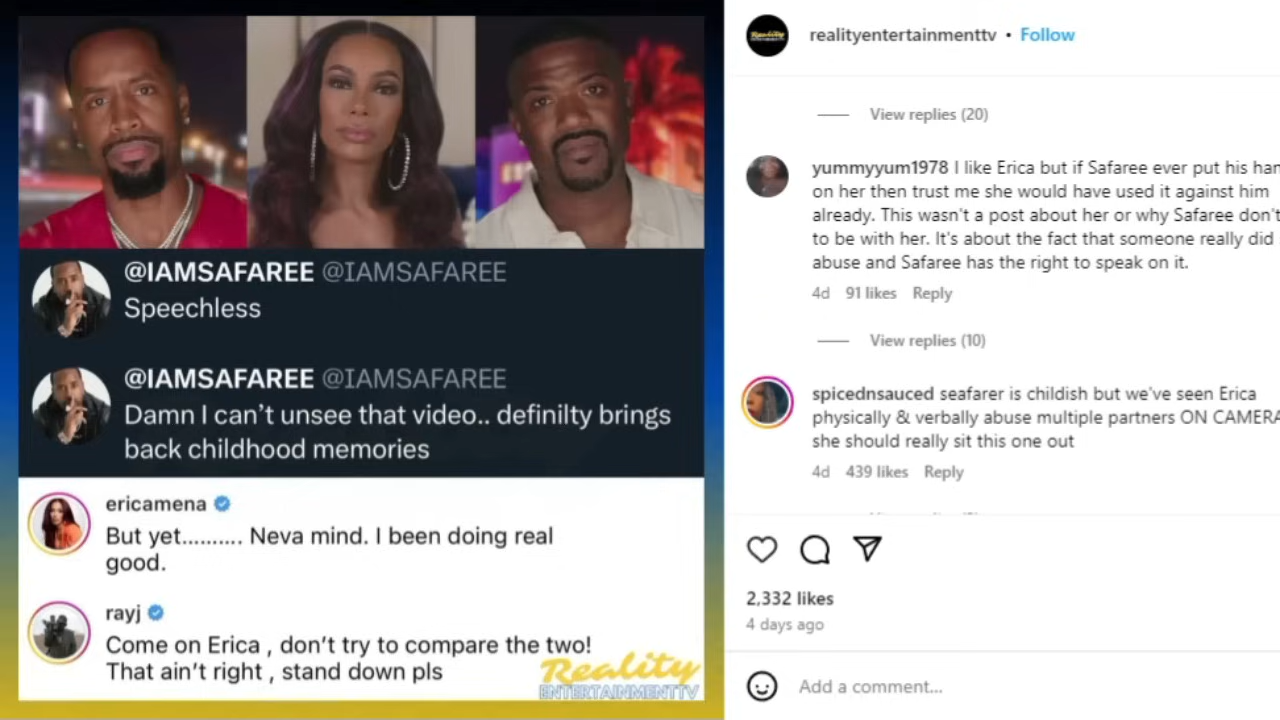 @IAMSAFAREE @IAMSAFAREE
Speechless
@IAMSAFAREE @IAMSAFAREE
Damn I can't unsee that video.. definilty brings
back childhood memories
ericamena
But yet.......... Neva mind. I been doing real
good.
rayj
Come on Erica , don't try to compare the two!
That ain't right , stand down pls
Reality
ENTERTAINMENTTV
realityentertainmenttv • Follow
View replies (20)
yummyyum1978 I like Erica but if Safaree ever put his han
on her then trust me she would have used it against him
already. This wasn't a post about her or why Safaree don't
to be with her. It's about the fact that someone really did
abuse and Safaree has the right to speak on it.
4d 91 likes Reply
View replies (10)
spicednsauced seafarer is childish but we've seen Erica
physically & verbally abuse multiple partners ON CAMERA
she should really sit this one out
4d 439 likes Reply
2,332 likes
4 days ago
Add a comment...